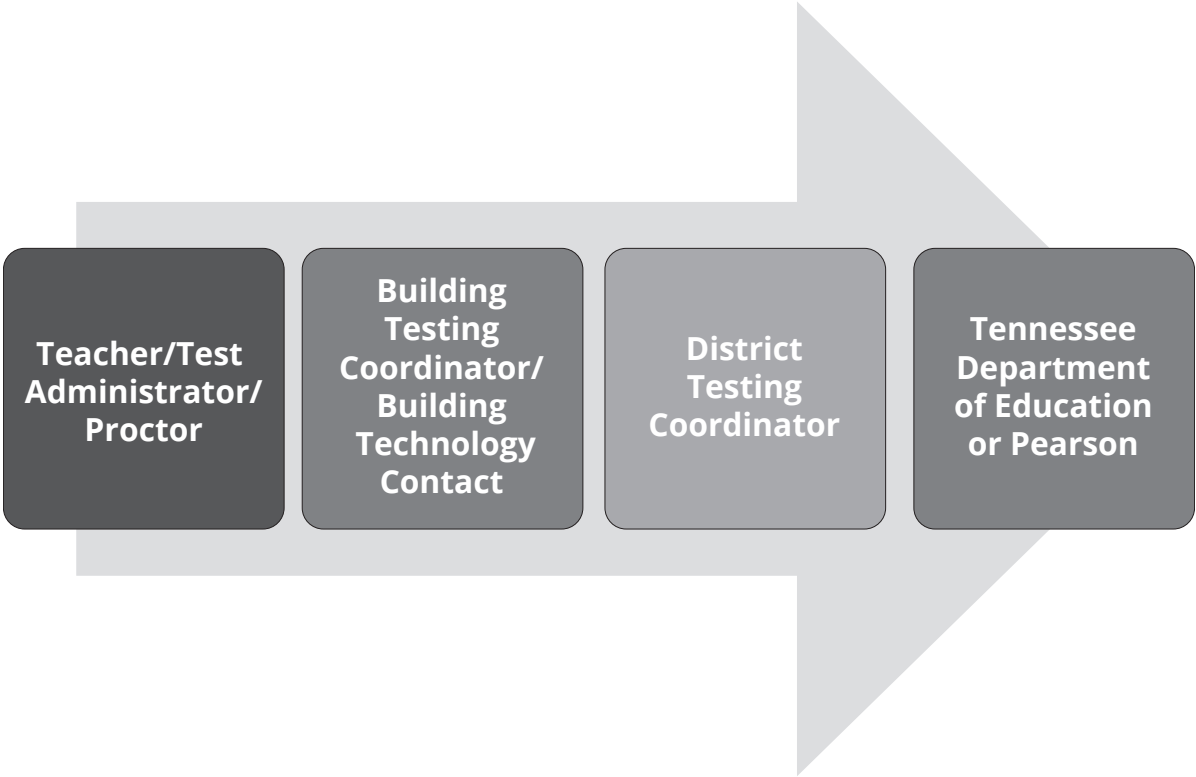 Teacher/Test
Administrator/
Proctor
Building
Testing
Coordinator/
Building
Technology
Contact
District
Testing
Coordinator
Tennessee
Department
of Education
or Pearson